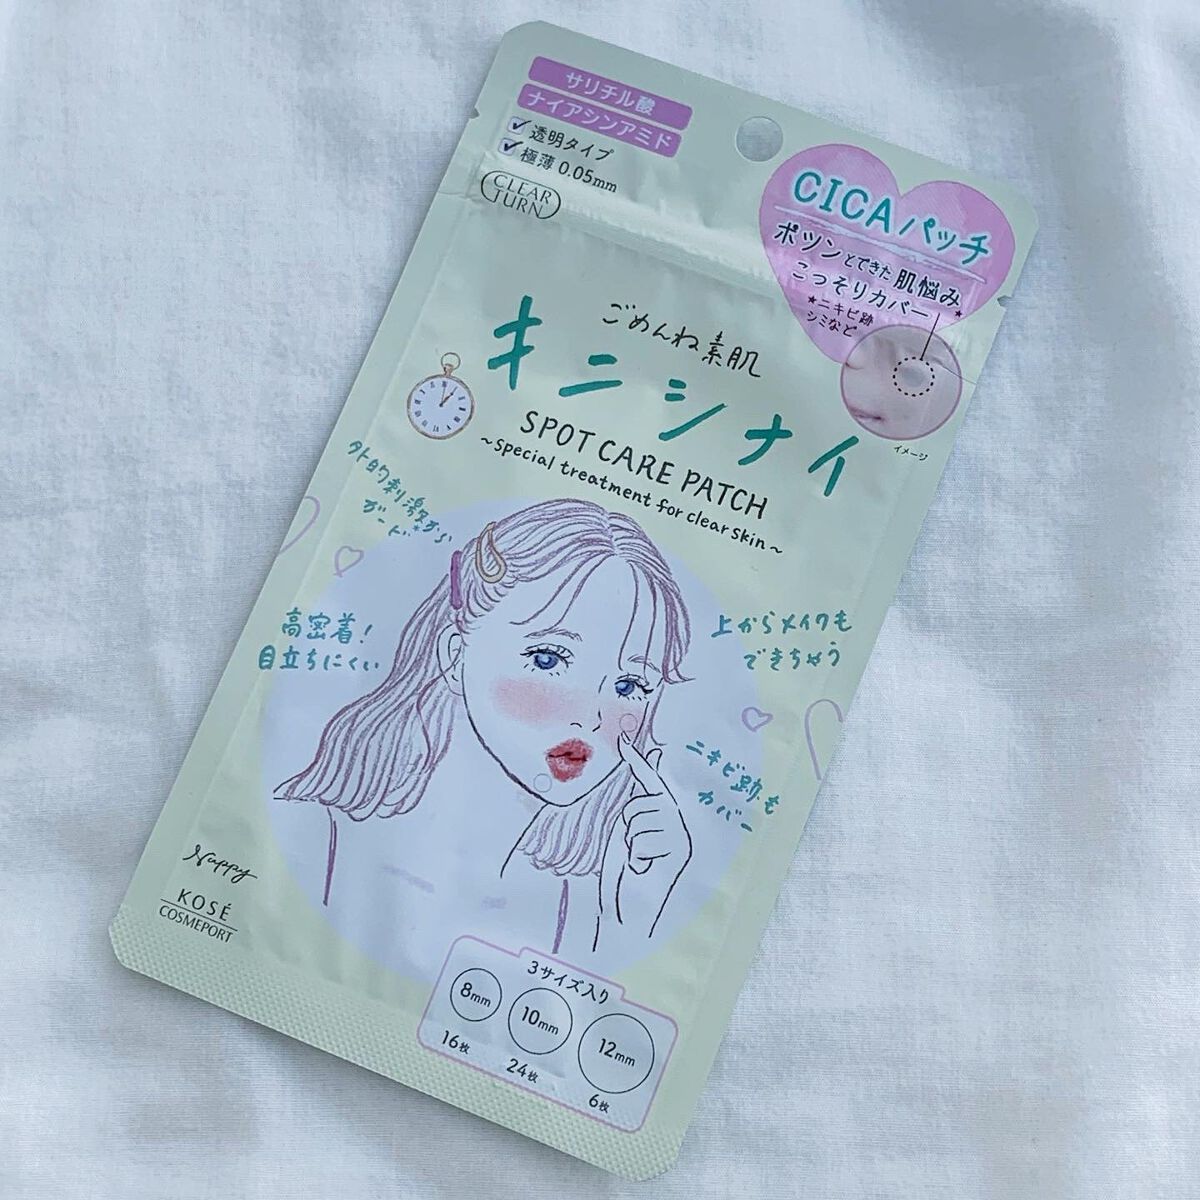 サリチル酸
ナイアシンアミド
透明タイプ
極薄 0.05mm
CLEAR
TURN
CICAパッチ
ポツンとできた肌悩み
こっそりカバー★
★ニキビ跡
シミなど
イメージ
ごめんね素肌
キニシナイ
SPOT CARE PATCH
~special treatment for clear skin~
外的刺激から
ガード*
高密着!
目立ちにくい
上からメイクも
できちゃう
ニキビ跡も
カバー
Nuppy
KOSÉ
COSMEPORT
3サイズ入り
8mm
10mm
12mm
16枚
24枚
6枚